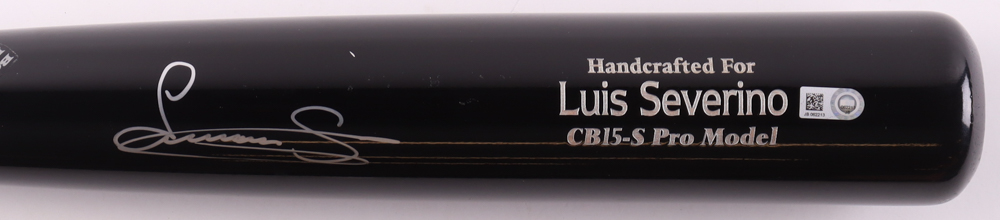 Handcrafted For
Luis Severino
CB15-S Pro Model